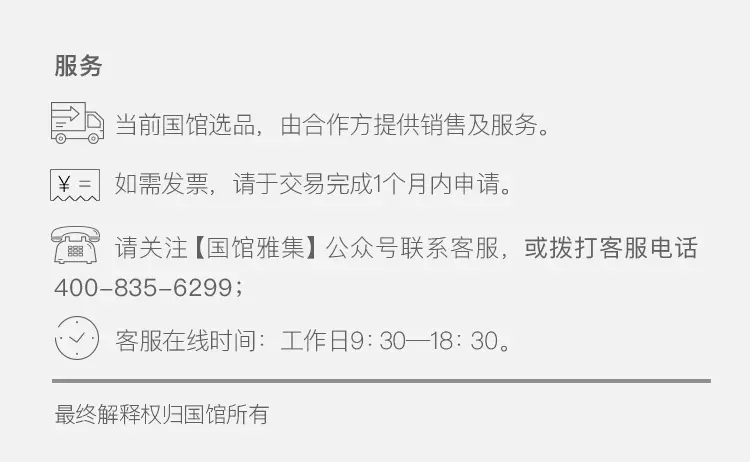 服务
当前国馆选品，由合作方提供销售及服务。
¥ = 如需发票，请于交易完成1个月内申请。
请关注【国馆雅集】公众号联系客服，或拨打客服电话
400-835-6299；
客服在线时间：工作日9：30—18：30。
最终解释权归国馆所有